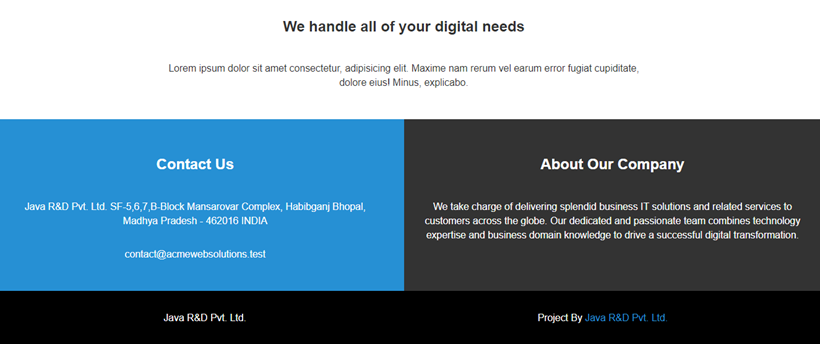 We handle all of your digital needs
Lorem ipsum dolor sit amet consectetur, adipisicing elit. Maxime nam rerum vel earum error fugiat cupiditate,
dolore eius! Minus, explicabo.
Contact Us
Java R&D Pvt. Ltd. SF-5,6,7,B-Block Mansarovar Complex, Habibganj Bhopal,
Madhya Pradesh - 462016 INDIA
contact@acmewebsolutions.test
About Our Company
We take charge of delivering splendid business IT solutions and related services to
customers across the globe. Our dedicated and passionate team combines technology
expertise and business domain knowledge to drive a successful digital transformation.
Java R&D Pvt. Ltd.
Project By Java R&D Pvt. Ltd.